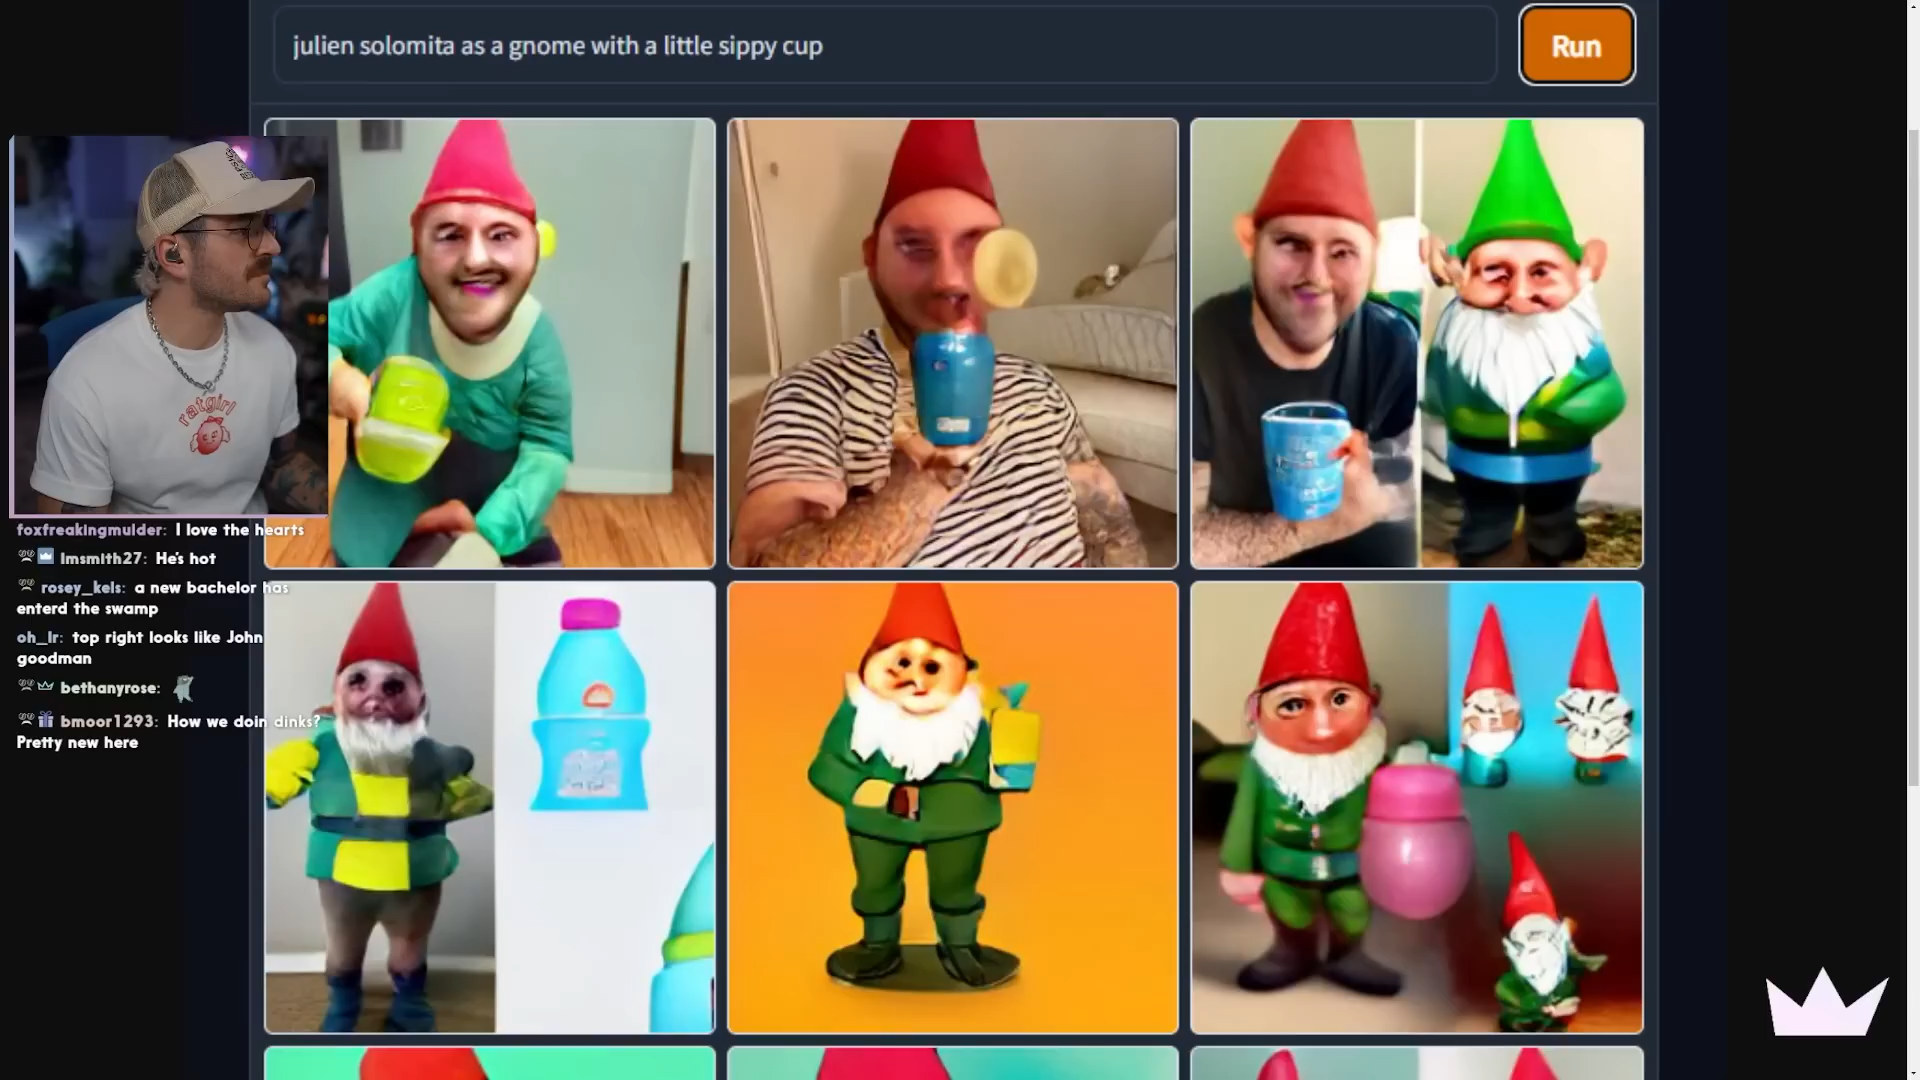 julien solomita as a gnome with a little sippy cup
Run
ratgirl
foxfreakingmulder: I love the hearts
lmsmith27: He's hot
rosey_kels: a new bachelor has
enterd the swamp
oh_lr: top right looks like John
goodman
bethanyrose:
bmoor1293: How we doin dinks?
Pretty new here